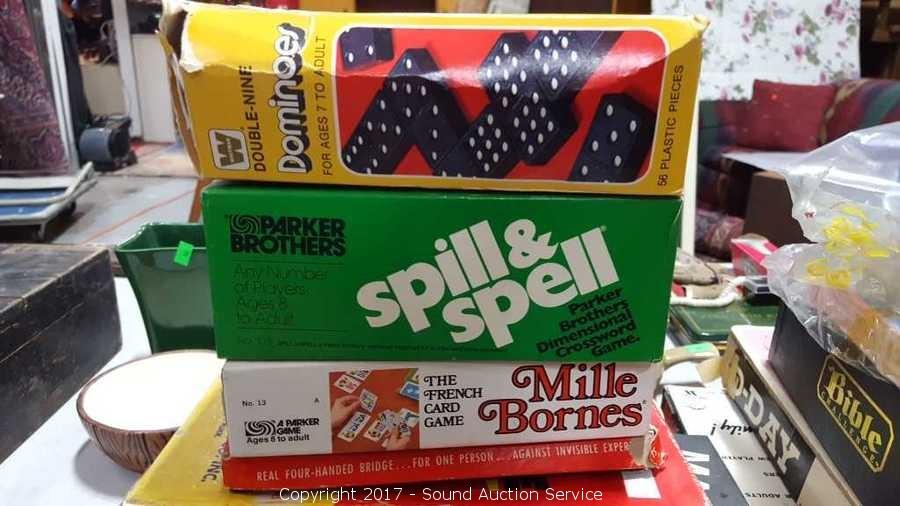 W
DOUBLE-NINE
Dominoes
FOR AGES 7 TO ADULT
56 PLASTIC PIECES
PARKER
BROTHERS
Any Number
of Players
Ages 8
to Adult
spill &
spell®
Parker
Brothers
Dimensional
Crossword
Game.
No. 13
A
A PARKER
GAME
Ages 8 to adult
THE
FRENCH
CARD
GAME
Mille
Bornes®
REAL FOUR-HANDED BRIDGE...FOR ONE PERSON...AGAINST INVISIBLE EXPER
D-DAY
Bible
CHALLENGE
Copyright 2017 - Sound Auction Service